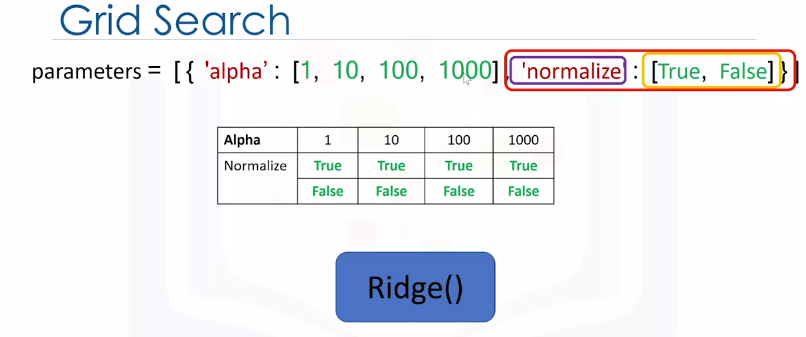 Grid Search
parameters = [{ 'alpha' : [1, 10, 100, 1000], 'normalize' : [True, False] } ]
Alpha 1 10 100 1000
Normalize True True True True
False False False False
Ridge()